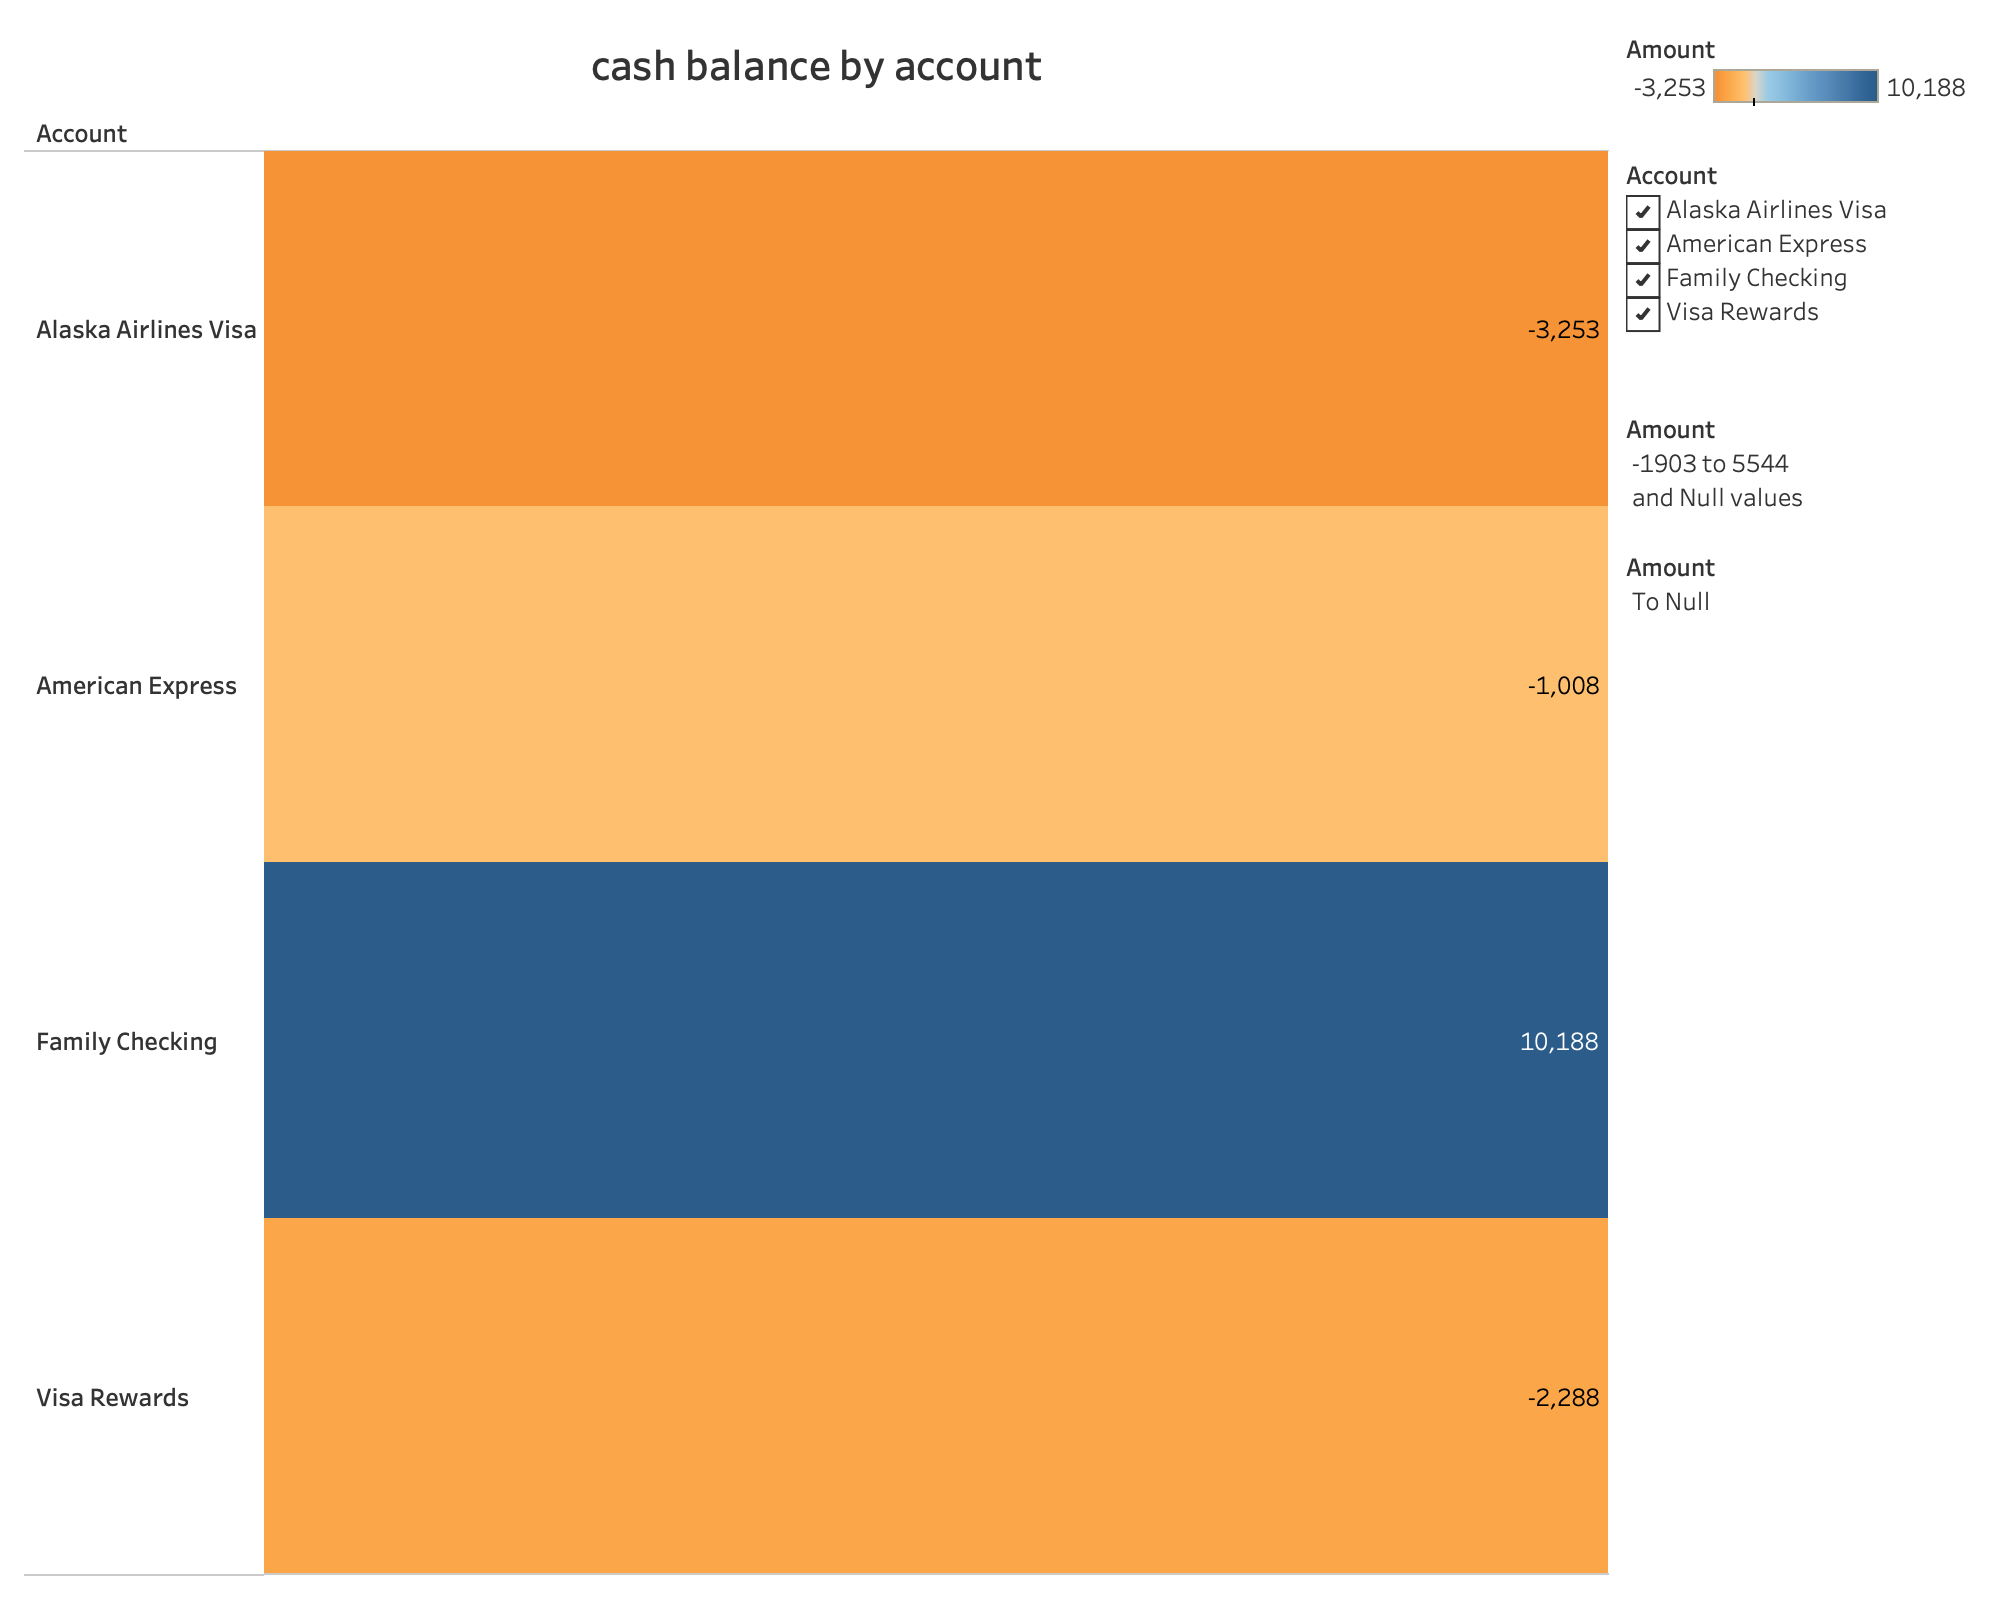 cash balance by account
Account
Alaska Airlines Visa -3,253
American Express -1,008
Family Checking 10,188
Visa Rewards -2,288
Amount
-3,253 10,188
Account
Alaska Airlines Visa
American Express
Family Checking
Visa Rewards
Amount
-1903 to 5544
and Null values
Amount
To Null